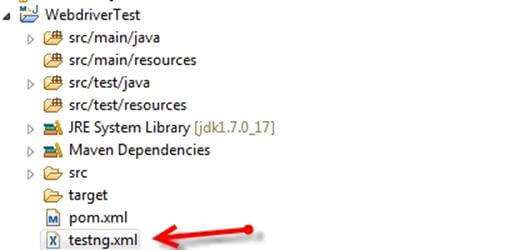 WebdriverTest
src/main/java
src/main/resources
src/test/java
src/test/resources
JRE System Library [jdk1.7.0_17]
Maven Dependencies
src
target
pom.xml
testng.xml